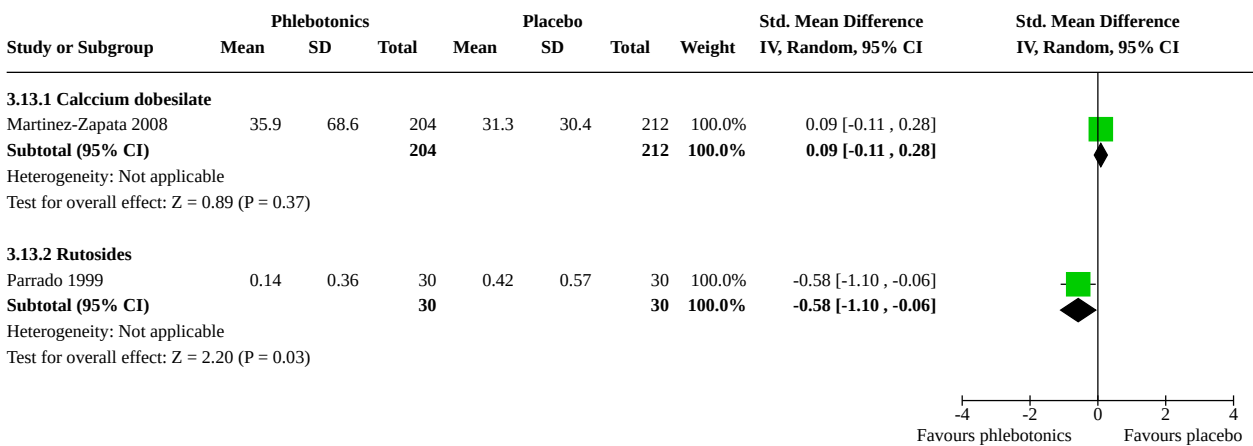 Phlebotonics Placebo Std. Mean Difference Std. Mean Difference
Study or Subgroup Mean SD Total Mean SD Total Weight IV, Random, 95% CI IV, Random, 95% CI
3.13.1 Calccium dobesilate
Martinez-Zapata 2008 35.9 68.6 204 31.3 30.4 212 100.0% 0.09 [-0.11 , 0.28]
Subtotal (95% CI) 204 212 100.0% 0.09 [-0.11 , 0.28]
Heterogeneity: Not applicable
Test for overall effect: Z = 0.89 (P = 0.37)
3.13.2 Rutosides
Parrado 1999 0.14 0.36 30 0.42 0.57 30 100.0% -0.58 [-1.10 , -0.06]
Subtotal (95% CI) 30 30 100.0% -0.58 [-1.10 , -0.06]
Heterogeneity: Not applicable
Test for overall effect: Z = 2.20 (P = 0.03)
-4 -2 0 2 4
Favours phlebotonics Favours placebo